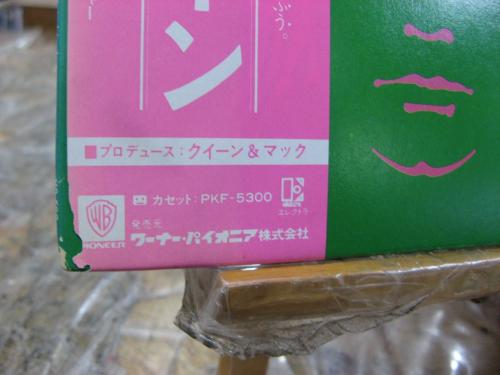 ぶう。
ン
■プロデュース：クイーン＆マック
カセット：PKF-5300
エレクトラ
WB
PIONEER
発売元
ワーナー・パイオニア株式会社